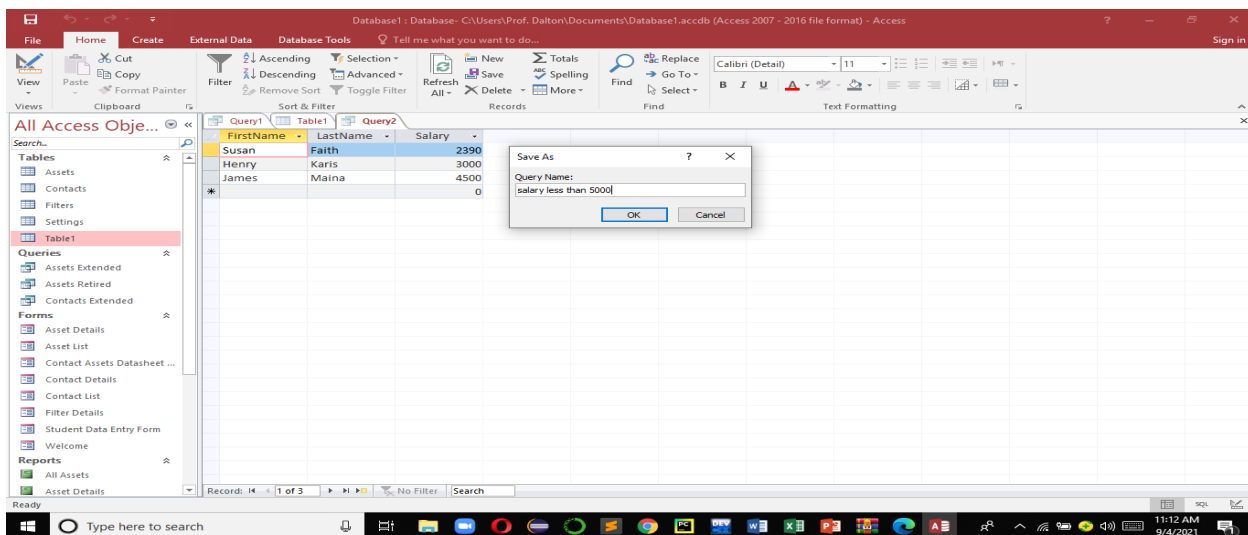 Database1 : Database- C:\Users\Prof. Dalton\Documents\Database1.accdb (Access 2007 - 2016 file format) - Access
?
File Home Create External Data Database Tools Tell me what you want to do... Sign in
View
Paste
Cut
Copy
Format Painter
Filter
Ascending
Descending
Remove Sort
Selection
Advanced
Toggle Filter
Refresh All
New
Save
Delete
Totals
Spelling
More
Find
Replace
Go To
Select
Calibri (Detail) 11
B I U A
Views Clipboard Sort & Filter Records Find Text Formatting
All Access Obje...
Search...
Tables
Assets
Contacts
Filters
Settings
Table1
Queries
Assets Extended
Assets Retired
Contacts Extended
Forms
Asset Details
Asset List
Contact Assets Datasheet ...
Contact Details
Contact List
Filter Details
Student Data Entry Form
Welcome
Reports
All Assets
Asset Details
Query1 Table1 Query2
FirstName LastName Salary
Susan Faith 2390
Henry Karis 3000
James Maina 4500
* 0
Save As ?
Query Name:
salary less than 5000
OK Cancel
Record: 1 of 3 No Filter Search
Ready SQL
Type here to search
11:12 AM
9/4/2021